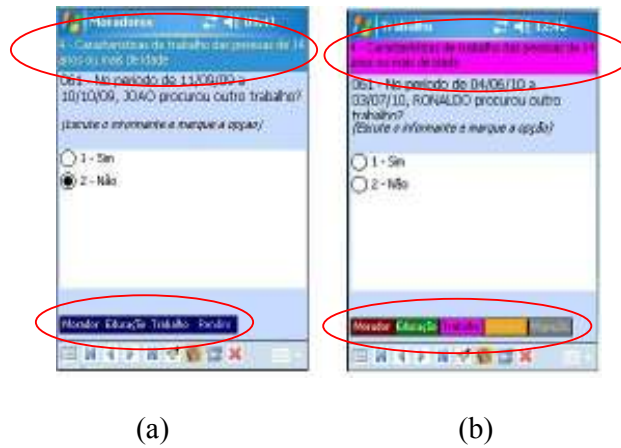 Moradores
4 - Características de trabalho das pessoas de 14
anos ou mais de idade
061 - No período de 11/09/09 a
10/10/09, JOAO procurou outro trabalho?
(Escute o informante e marque a opção)
1 - Sim
2 - Não
Morador Educação Trabalho Rendim
(a)
Trabalho
4 - Características de trabalho das pessoas de 14
anos ou mais de idade
061 - No período de 04/06/10 a
03/07/10, RONALDO procurou outro
trabalho?
(Escute o informante e marque a opção)
1 - Sim
2 - Não
Morador Educação Trabalho
(b)